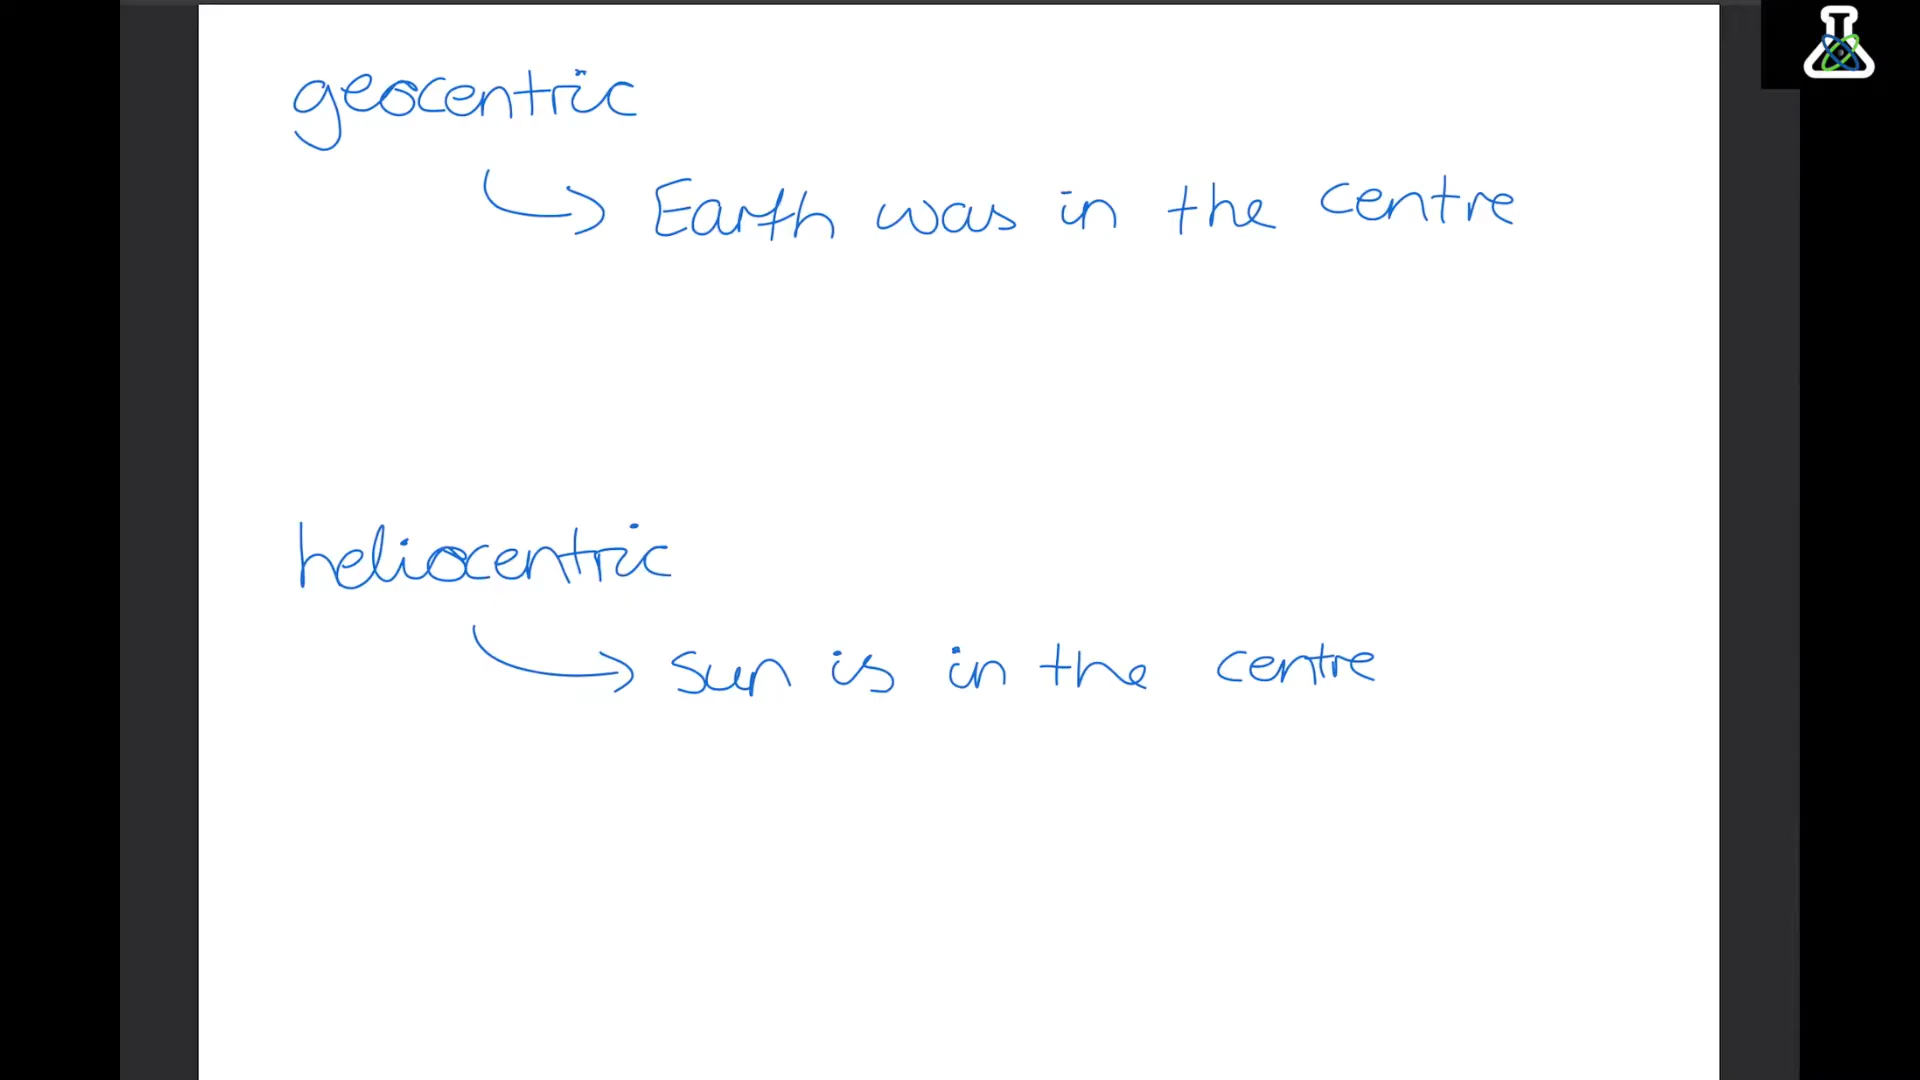 geocentric
↳ Earth was in the centre
heliocentric
↳ sun is in the centre